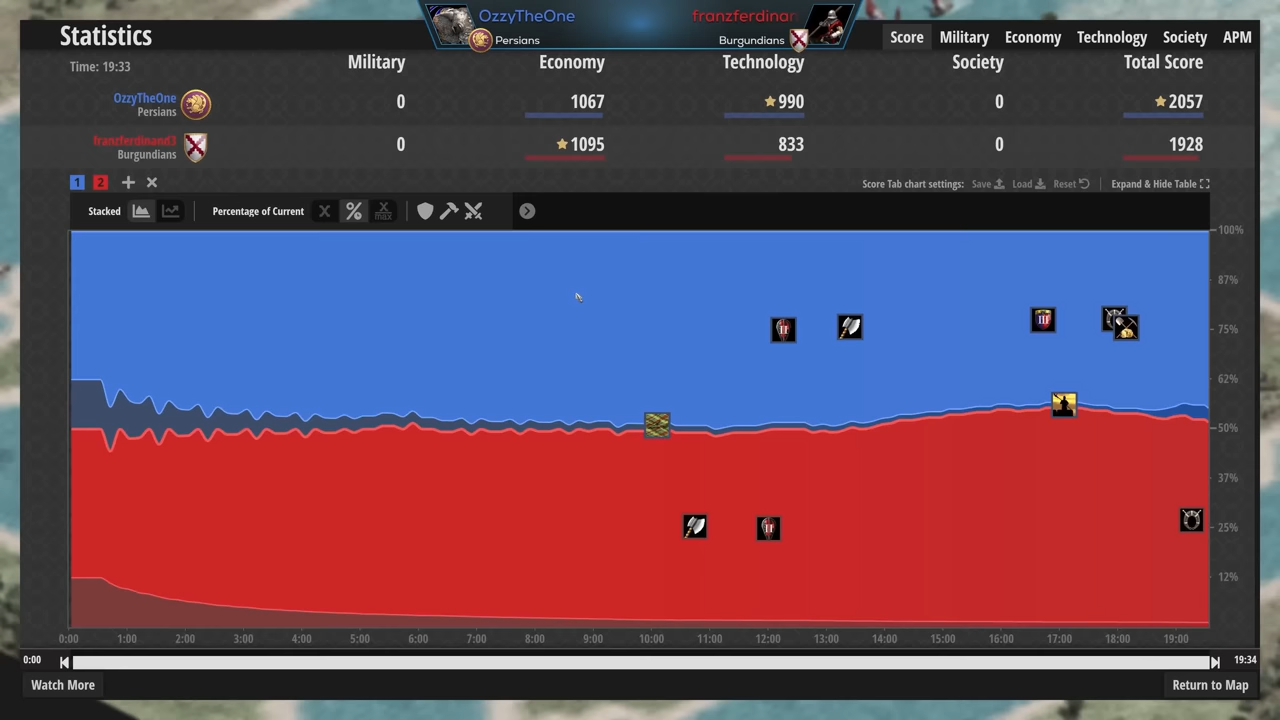 OzzyTheOne
Persians
franzferdinar
Burgundians
Statistics
Score Military Economy Technology Society APM
Time: 19:33
Military Economy Technology Society Total Score
OzzyTheOne
Persians
0 1067 990 0 2057
franzferdinand3
Burgundians
0 1095 833 0 1928
1 2
Score Tab chart settings: Save Load Reset Expand & Hide Table
Stacked Percentage of Current X % X max
100%
87%
75%
62%
50%
37%
25%
12%
II
III
II
0:00 1:00 2:00 3:00 4:00 5:00 6:00 7:00 8:00 9:00 10:00 11:00 12:00 13:00 14:00 15:00 16:00 17:00 18:00 19:00
0:00 19:34
Watch More Return to Map